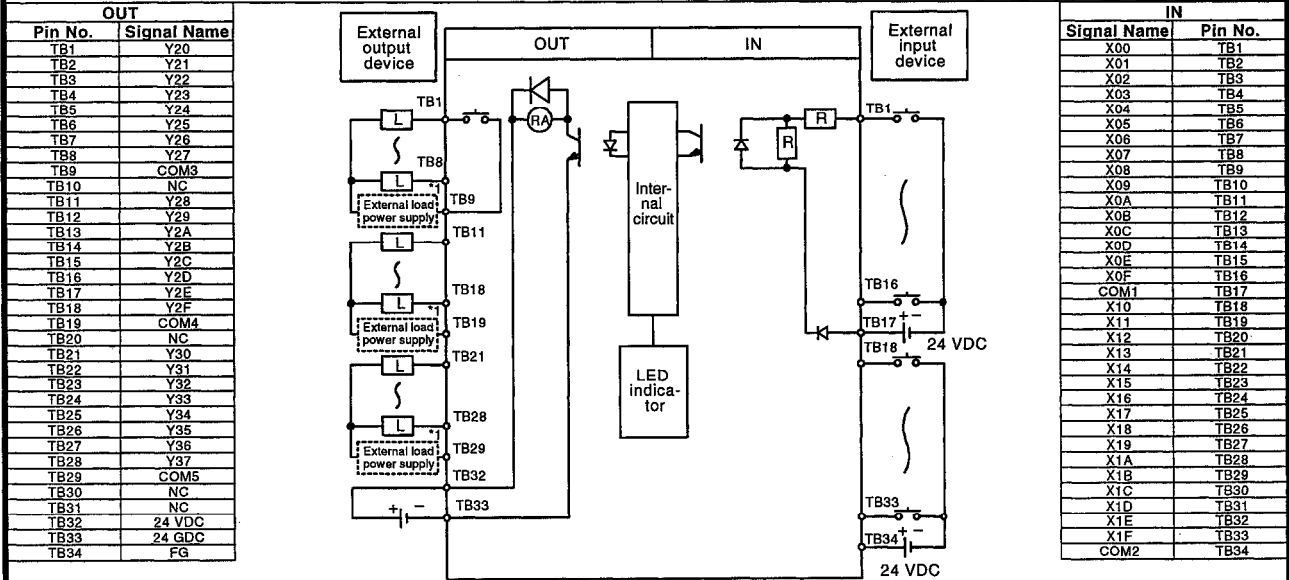 OUT
Pin No. Signal Name
TB1 Y20
TB2 Y21
TB3 Y22
TB4 Y23
TB5 Y24
TB6 Y25
TB7 Y26
TB8 Y27
TB9 COM3
TB10 NC
TB11 Y28
TB12 Y29
TB13 Y2A
TB14 Y2B
TB15 Y2C
TB16 Y2D
TB17 Y2E
TB18 Y2F
TB19 COM4
TB20 NC
TB21 Y30
TB22 Y31
TB23 Y32
TB24 Y33
TB25 Y34
TB26 Y35
TB27 Y36
TB28 Y37
TB29 COM5
TB30 NC
TB31 NC
TB32 24 VDC
TB33 24 GDC
TB34 FG
External
output
device
OUT
IN
External
input
device
TB1
L
TB8
L
*1
TB9
External load
power supply
L
TB11
TB18
L
*1
TB19
External load
power supply
TB21
L
TB28
L
*1
TB29
External load
power supply
TB32
+ −
TB33
RA
Inter-
nal
circuit
LED
indica-
tor
R
R
TB1
TB16
TB17
+ −
24 VDC
TB18
TB33
TB34
+ −
24 VDC
IN
Signal Name Pin No.
X00 TB1
X01 TB2
X02 TB3
X03 TB4
X04 TB5
X05 TB6
X06 TB7
X07 TB8
X08 TB9
X09 TB10
X0A TB11
X0B TB12
X0C TB13
X0D TB14
X0E TB15
X0F TB16
COM1 TB17
X10 TB18
X11 TB19
X12 TB20
X13 TB21
X14 TB22
X15 TB23
X16 TB24
X17 TB25
X18 TB26
X19 TB27
X1A TB28
X1B TB29
X1C TB30
X1D TB31
X1E TB32
X1F TB33
COM2 TB34